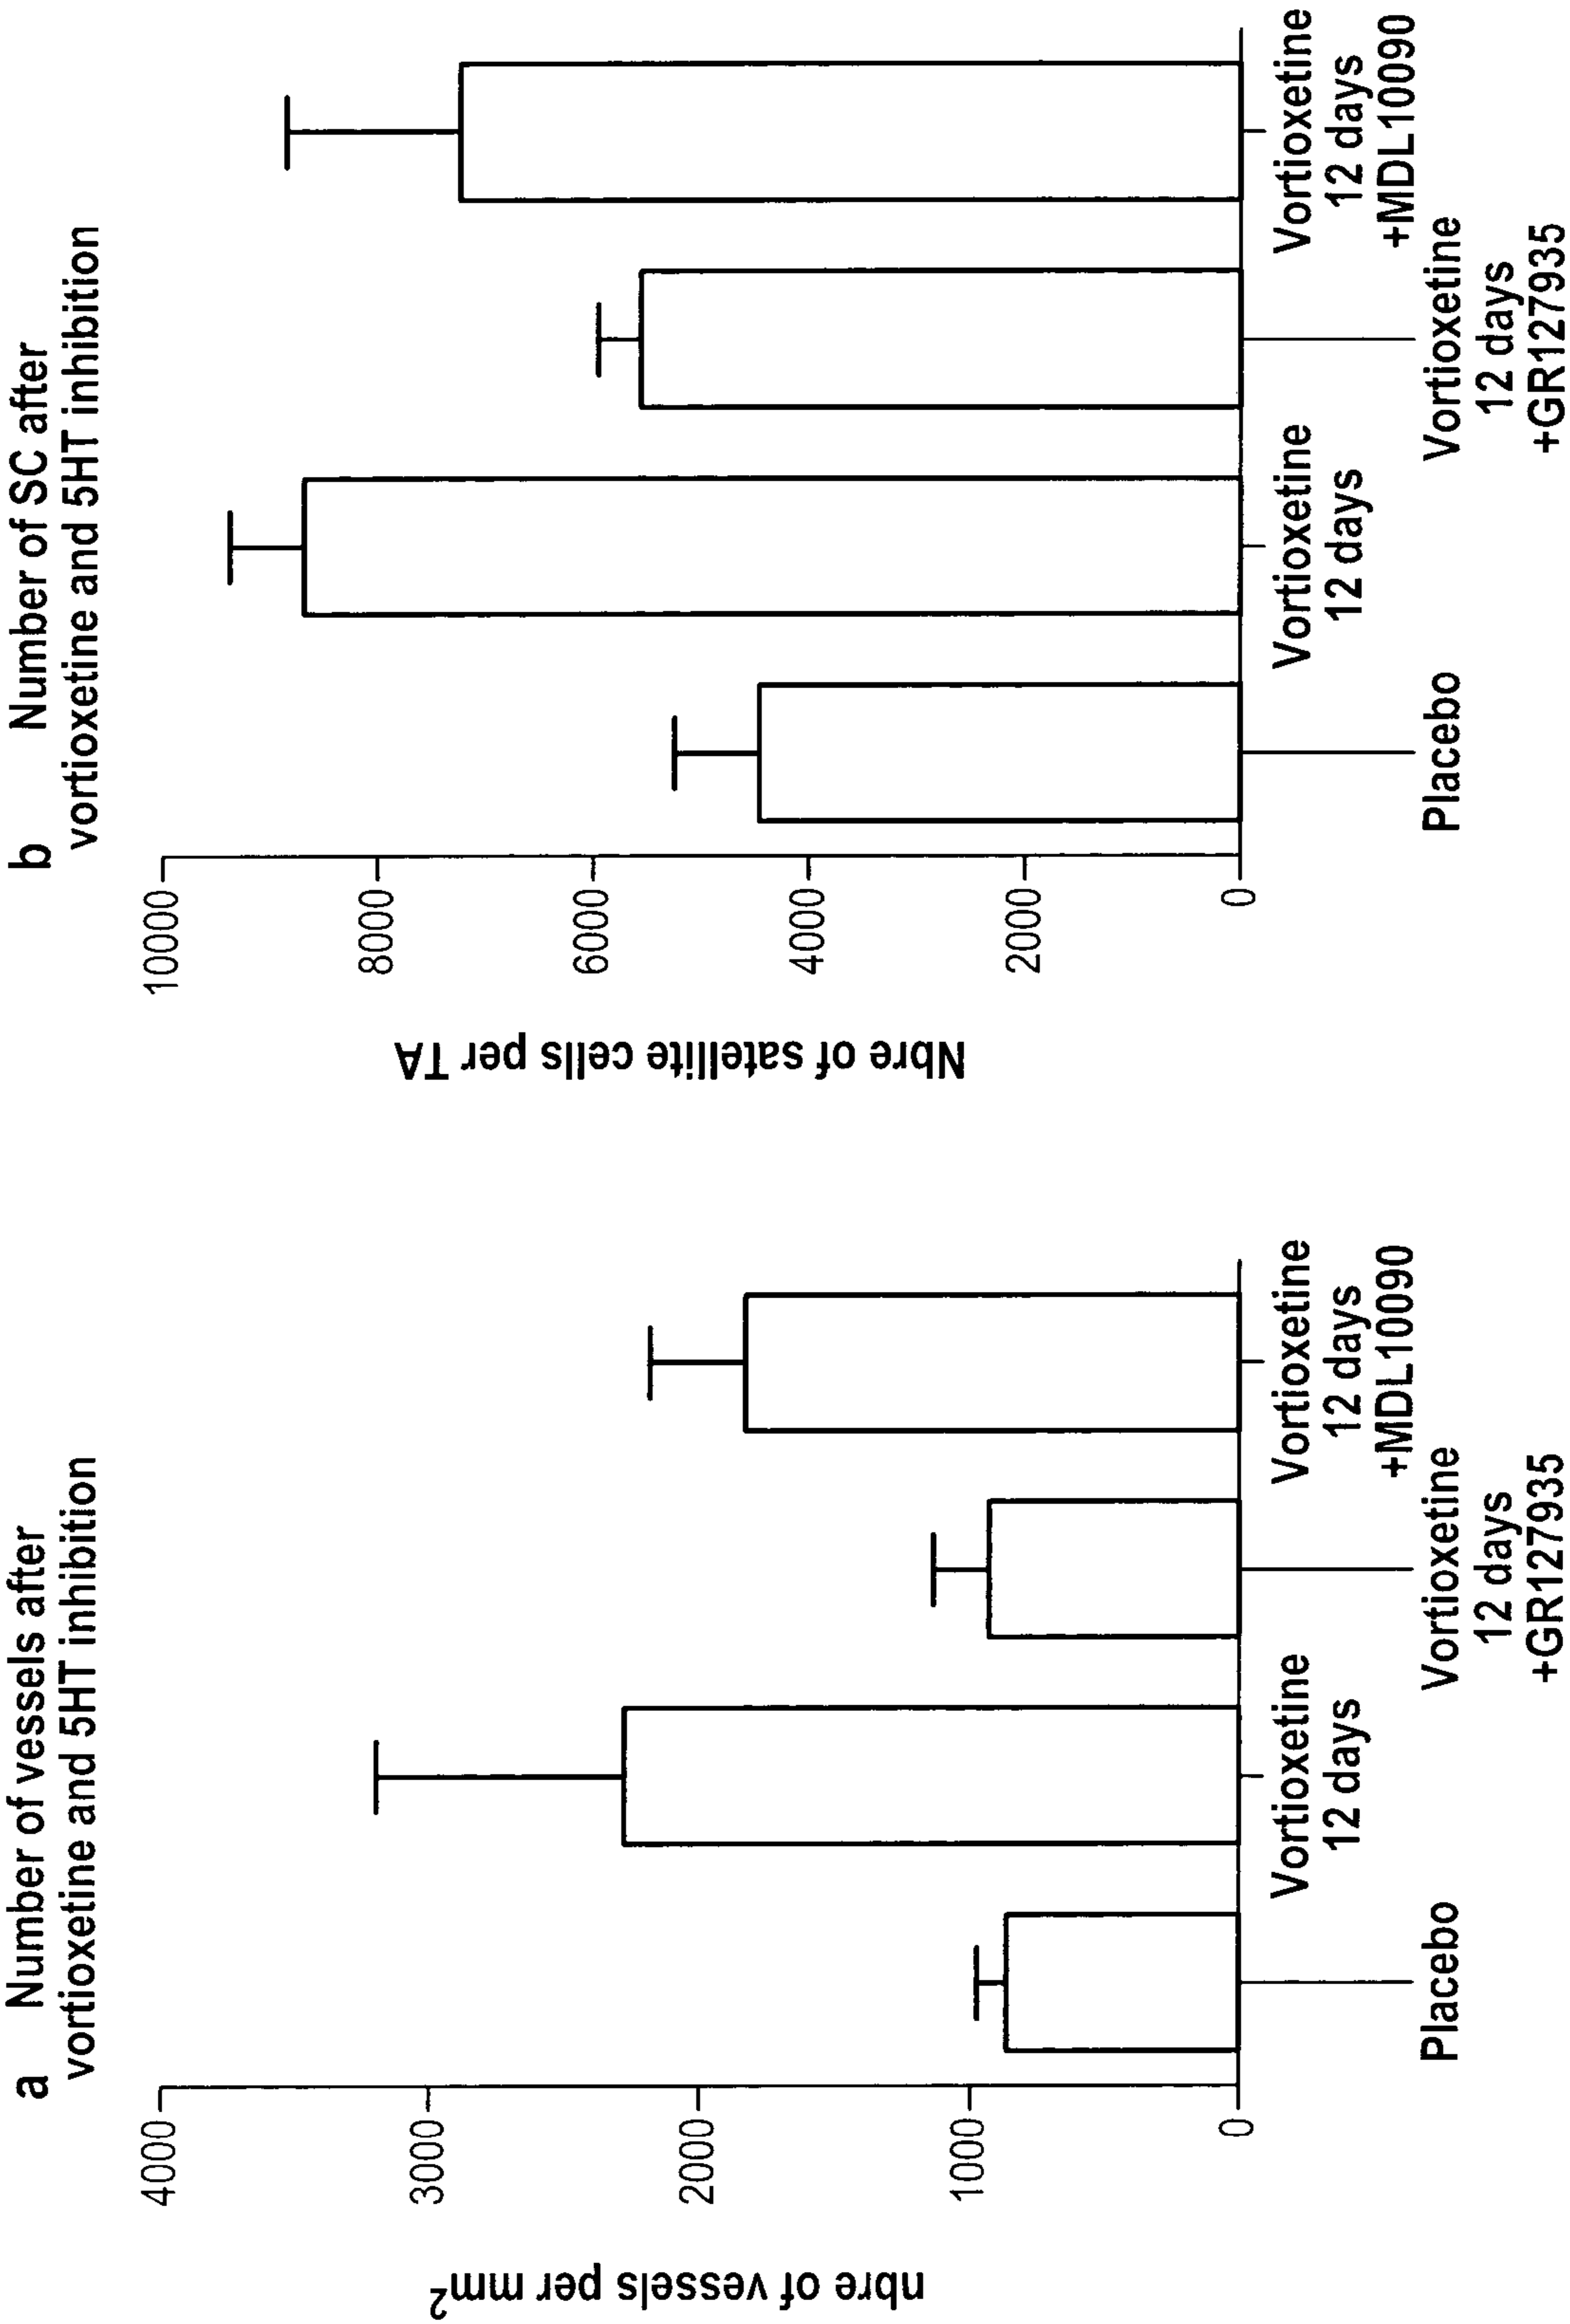 a Number of vessels after
vortioxetine and 5HT inhibition
nbre of vessels per mm²
4000
3000
2000
1000
0
Placebo
Vortioxetine
12 days
Vortioxetine
12 days
+GR127935
Vortioxetine
12 days
+MDL10090
b Number of SC after
vortioxetine and 5HT inhibition
Nbre of satellite cells per TA
10000
8000
6000
4000
2000
0
Placebo
Vortioxetine
12 days
Vortioxetine
12 days
+GR127935
Vortioxetine
12 days
+MDL10090